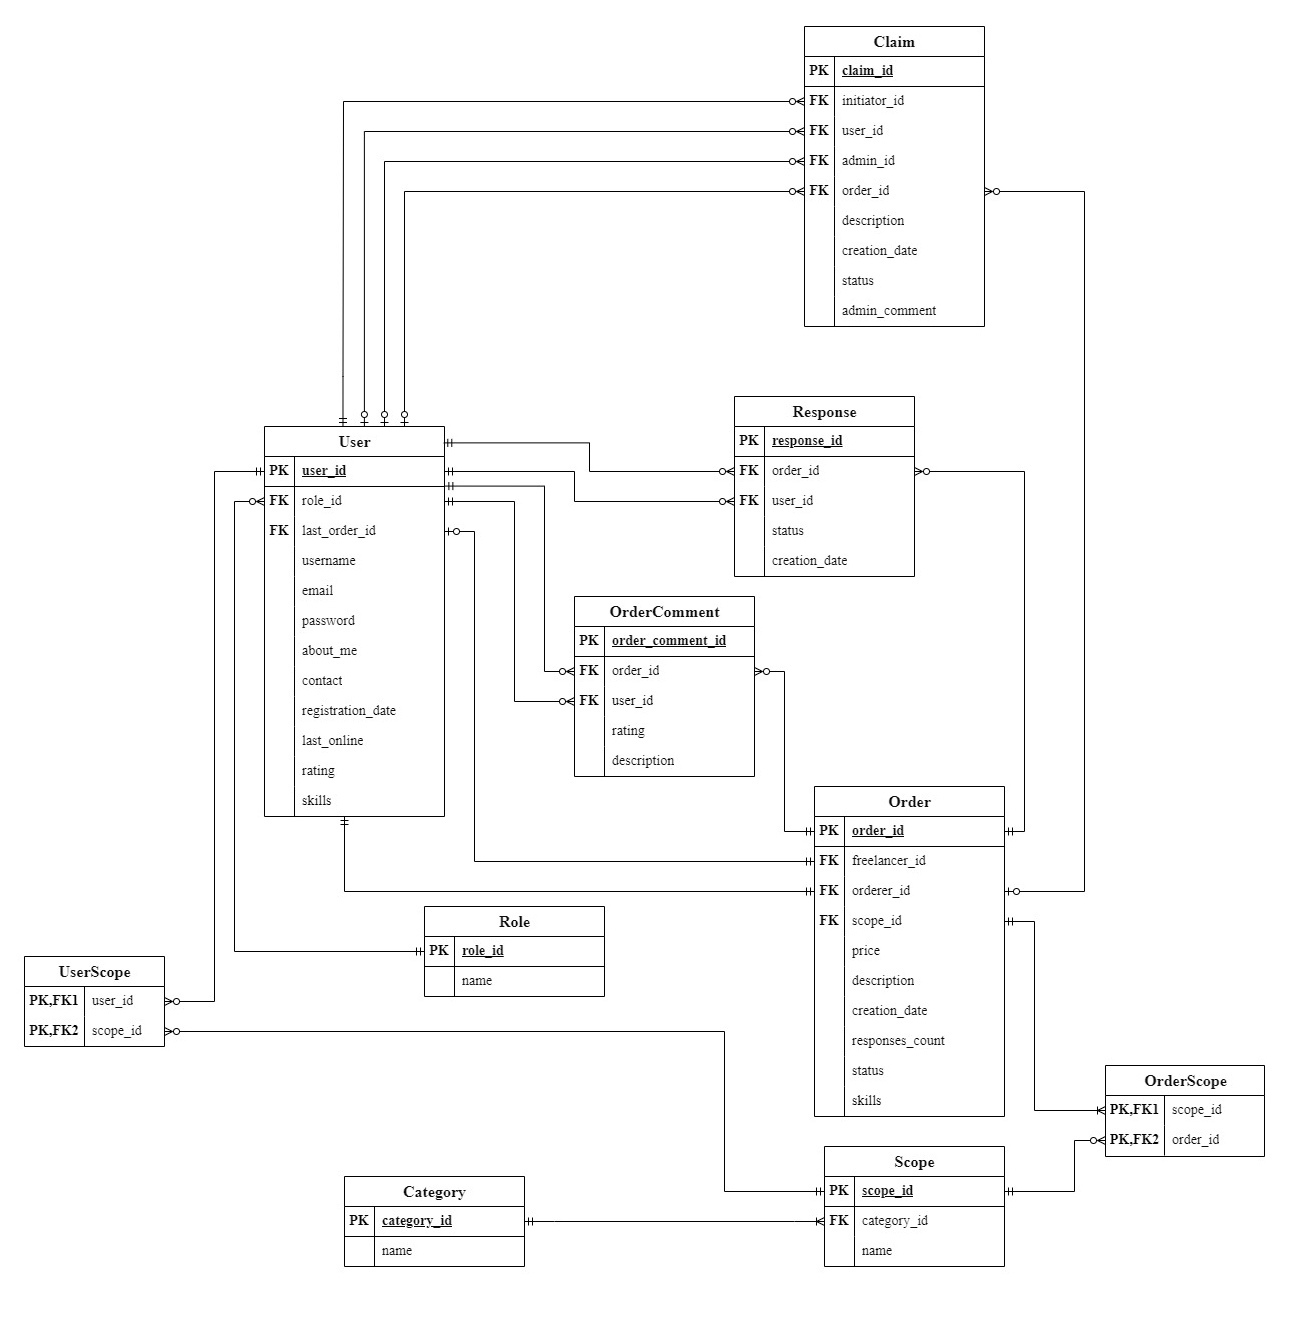 Claim
PK claim_id
FK initiator_id
FK user_id
FK admin_id
FK order_id
description
creation_date
status
admin_comment
Response
PK response_id
FK order_id
FK user_id
status
creation_date
User
PK user_id
FK role_id
FK last_order_id
username
email
password
about_me
contact
registration_date
last_online
rating
skills
OrderComment
PK order_comment_id
FK order_id
FK user_id
rating
description
Order
PK order_id
FK freelancer_id
FK orderer_id
FK scope_id
price
description
creation_date
responses_count
status
skills
Role
PK role_id
name
UserScope
PK,FK1 user_id
PK,FK2 scope_id
OrderScope
PK,FK1 scope_id
PK,FK2 order_id
Scope
PK scope_id
FK category_id
name
Category
PK category_id
name